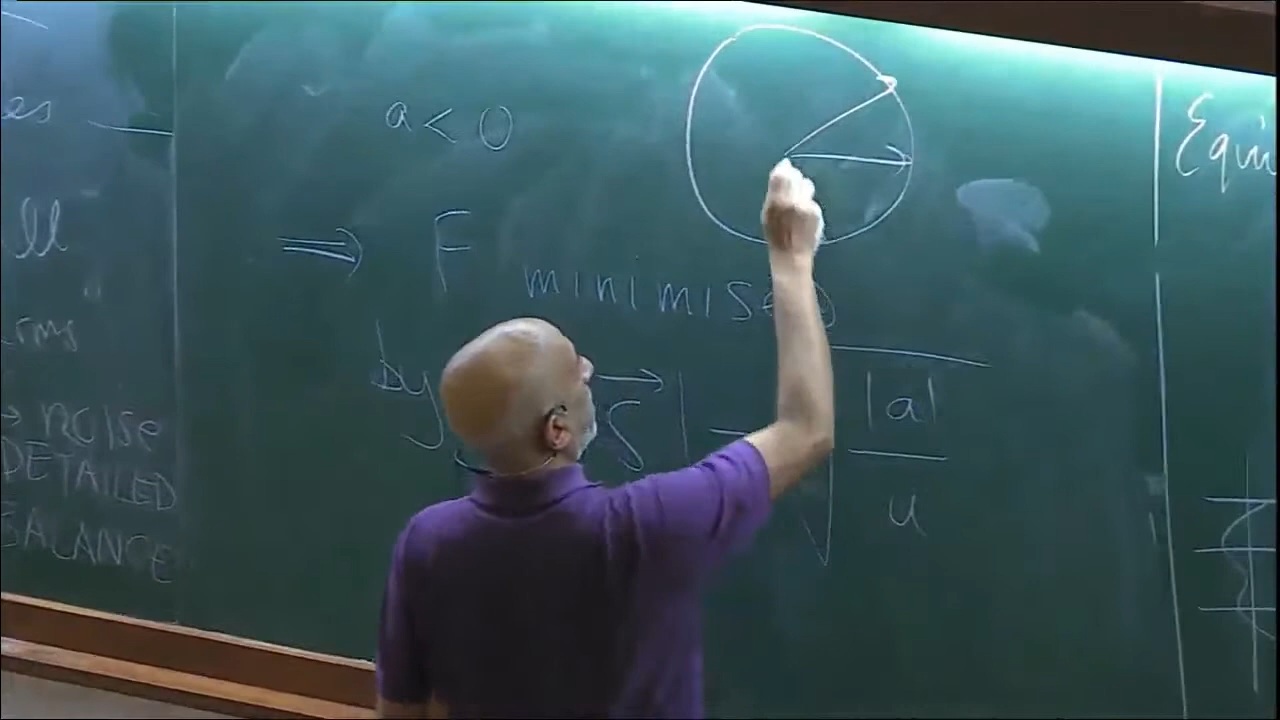 es
ll
rms
→ NOISE
DETAILED
BALANCE
a < 0
⟹ F minimised
by | = √ |a| / u
Equi